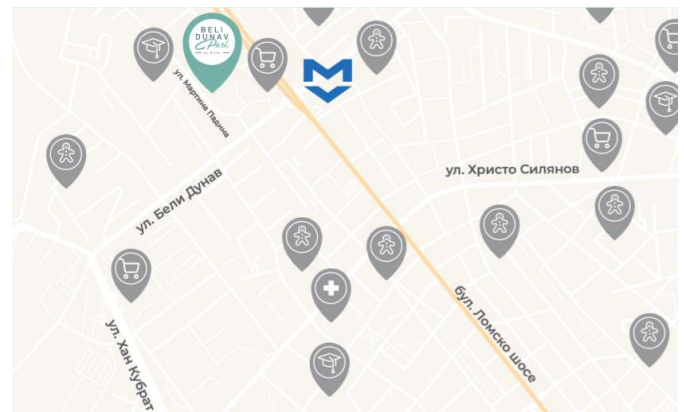 BELI
DUNAV
Park
ул. Мартина Падина
ул. Бели Дунав
ул. Христо Силянов
бул. Ломско шосе
ул. Хан Кубрат